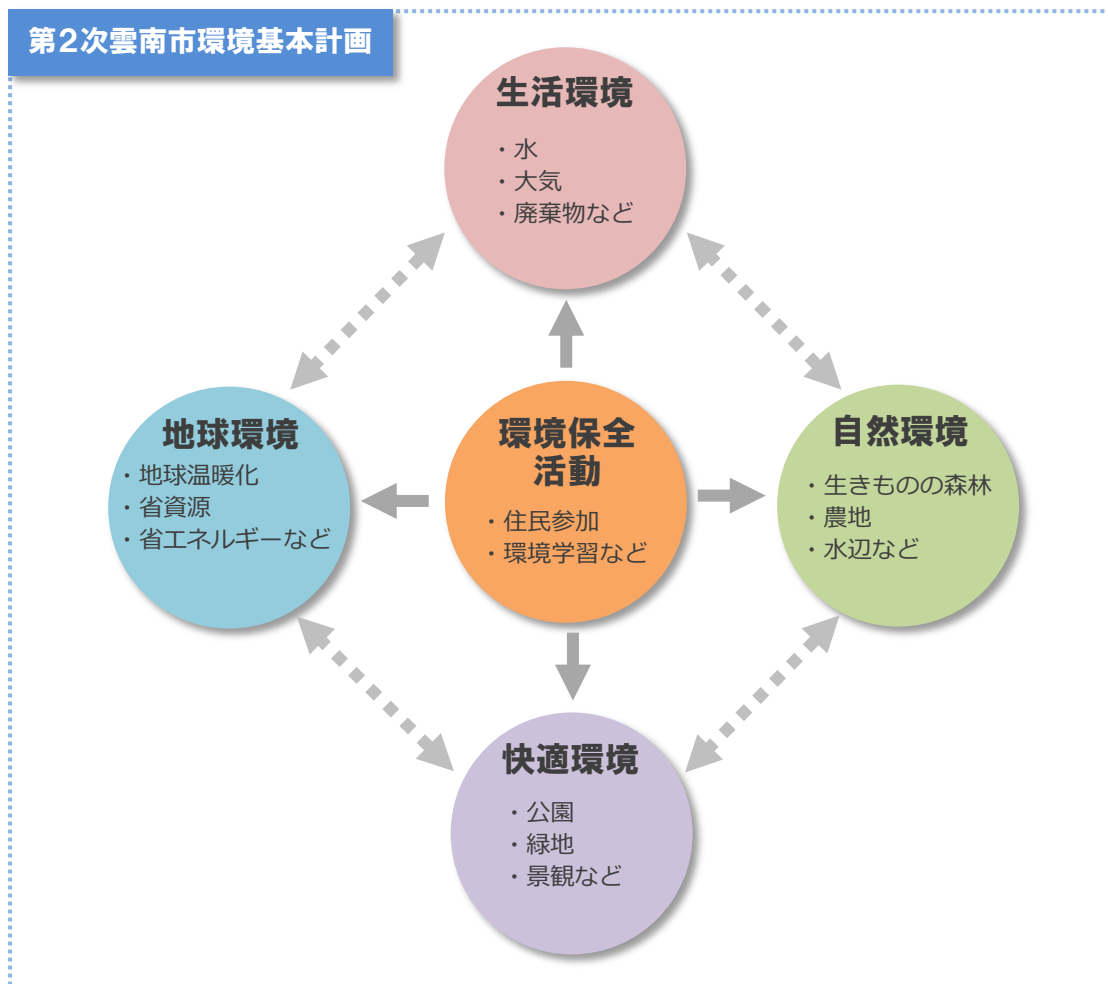 第2次雲南市環境基本計画
生活環境
・水
・大気
・廃棄物など
地球環境
・地球温暖化
・省資源
・省エネルギーなど
環境保全
活動
・住民参加
・環境学習など
自然環境
・生きものの森林
・農地
・水辺など
快適環境
・公園
・緑地
・景観など